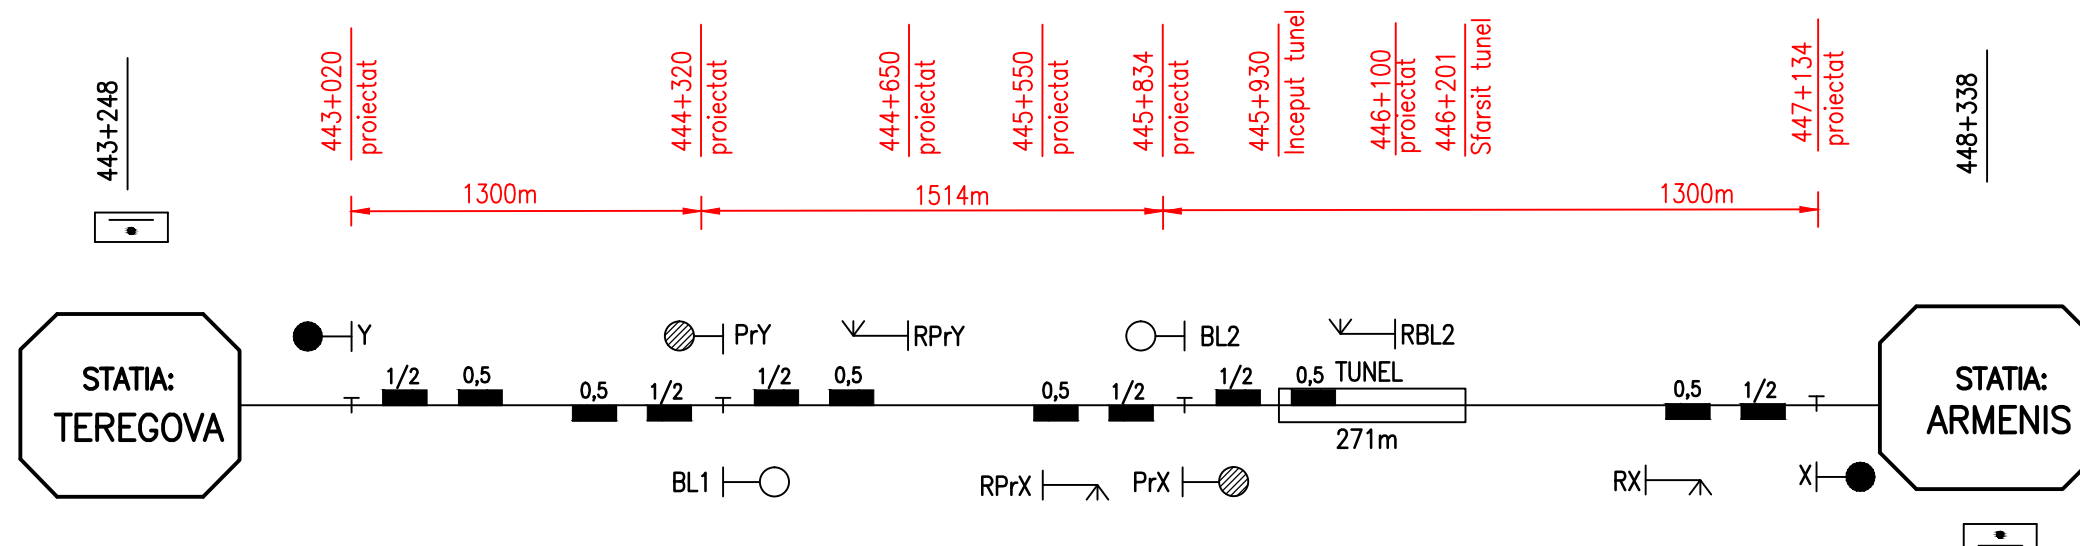 443+248
443+020
proiectat
444+320
proiectat
444+650
proiectat
445+550
proiectat
445+834
proiectat
445+930
Inceput tunel
446+100
proiectat
446+201
Sfarsit tunel
447+134
proiectat
448+338
1300m
1514m
1300m
Y
PrY
RPrY
BL2
RBL2
STATIA:
TEREGOVA
1/2
0,5
0,5
1/2
1/2
0,5
0,5
1/2
1/2
0,5
TUNEL
271m
0,5
1/2
STATIA:
ARMENIS
BL1
RPrX
PrX
RX
X